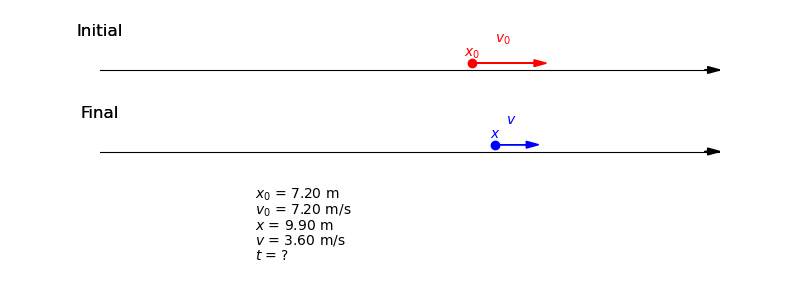 Initial
v₀
x₀
Final
v
x
x₀ = 7.20 m
v₀ = 7.20 m/s
x = 9.90 m
v = 3.60 m/s
t = ?